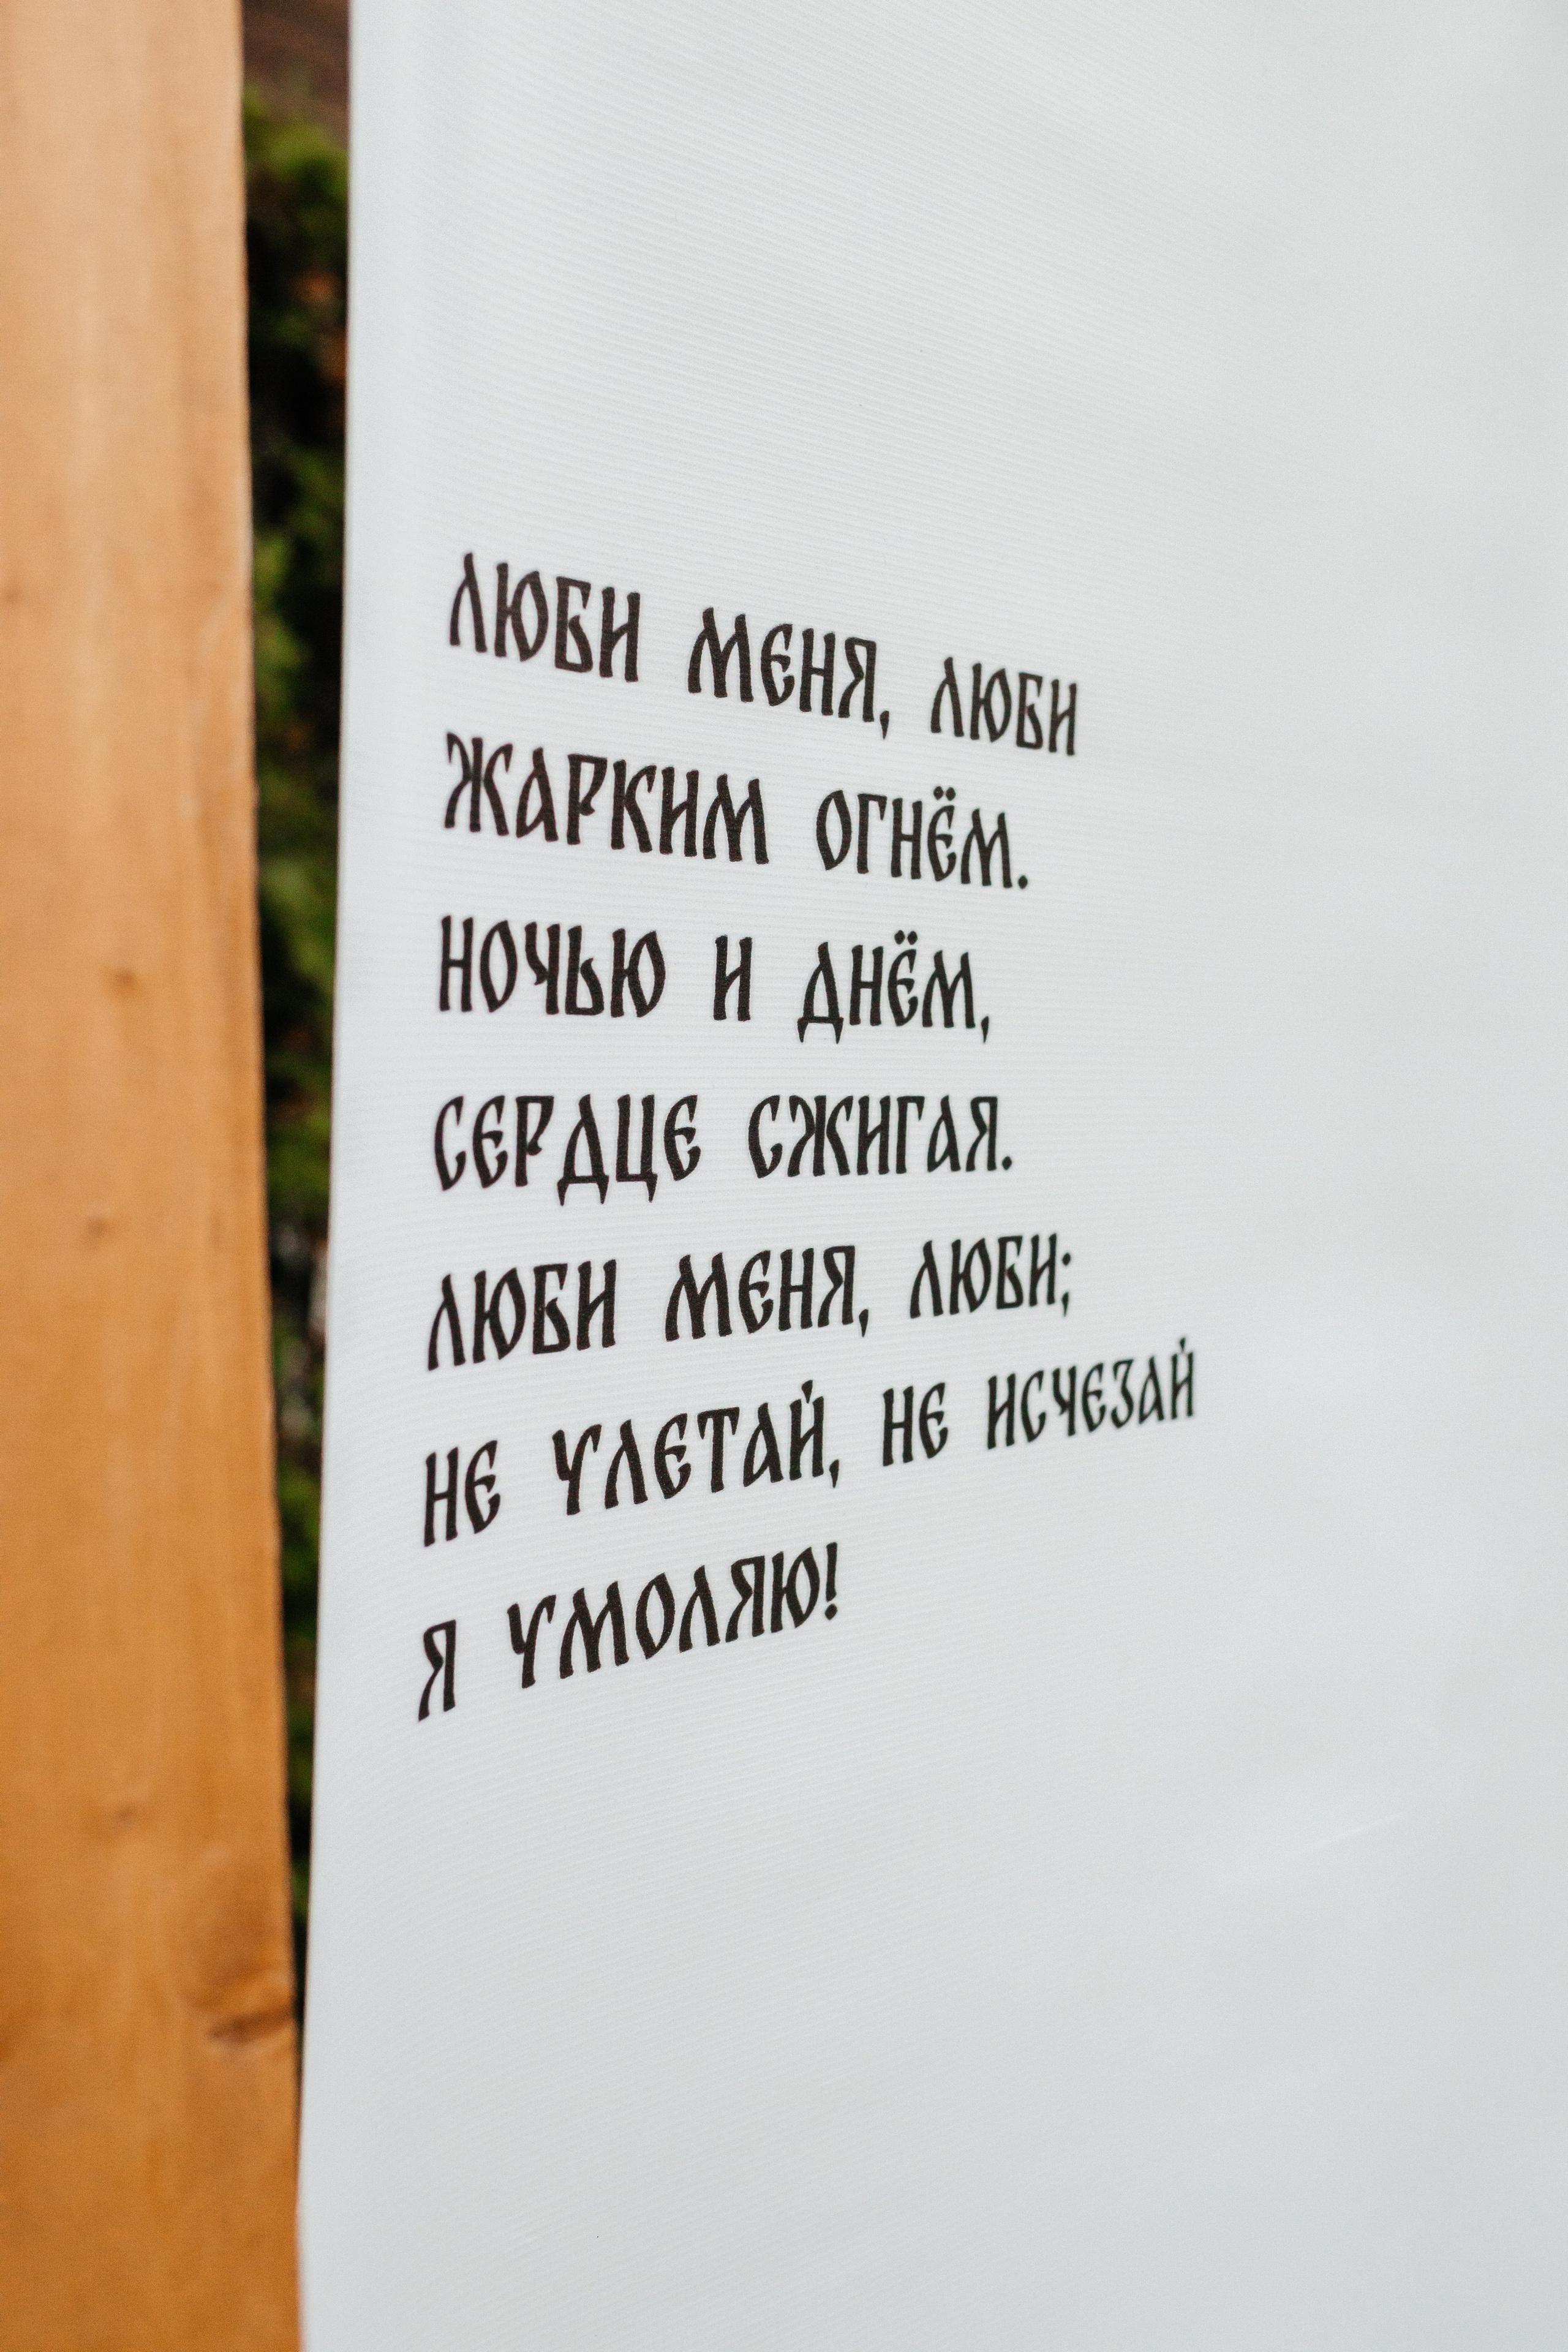 ЛЮБИ МЕНЯ, ЛЮБИ
ЖАРКИМ ОГНЁМ.
НОЧЬЮ И ДНЁМ,
СЕРДЦЕ СЖИГАЯ.
ЛЮБИ МЕНЯ, ЛЮБИ;
НЕ УЛЕТАЙ, НЕ ИСЧЕЗАЙ
Я УМОЛЯЮ!